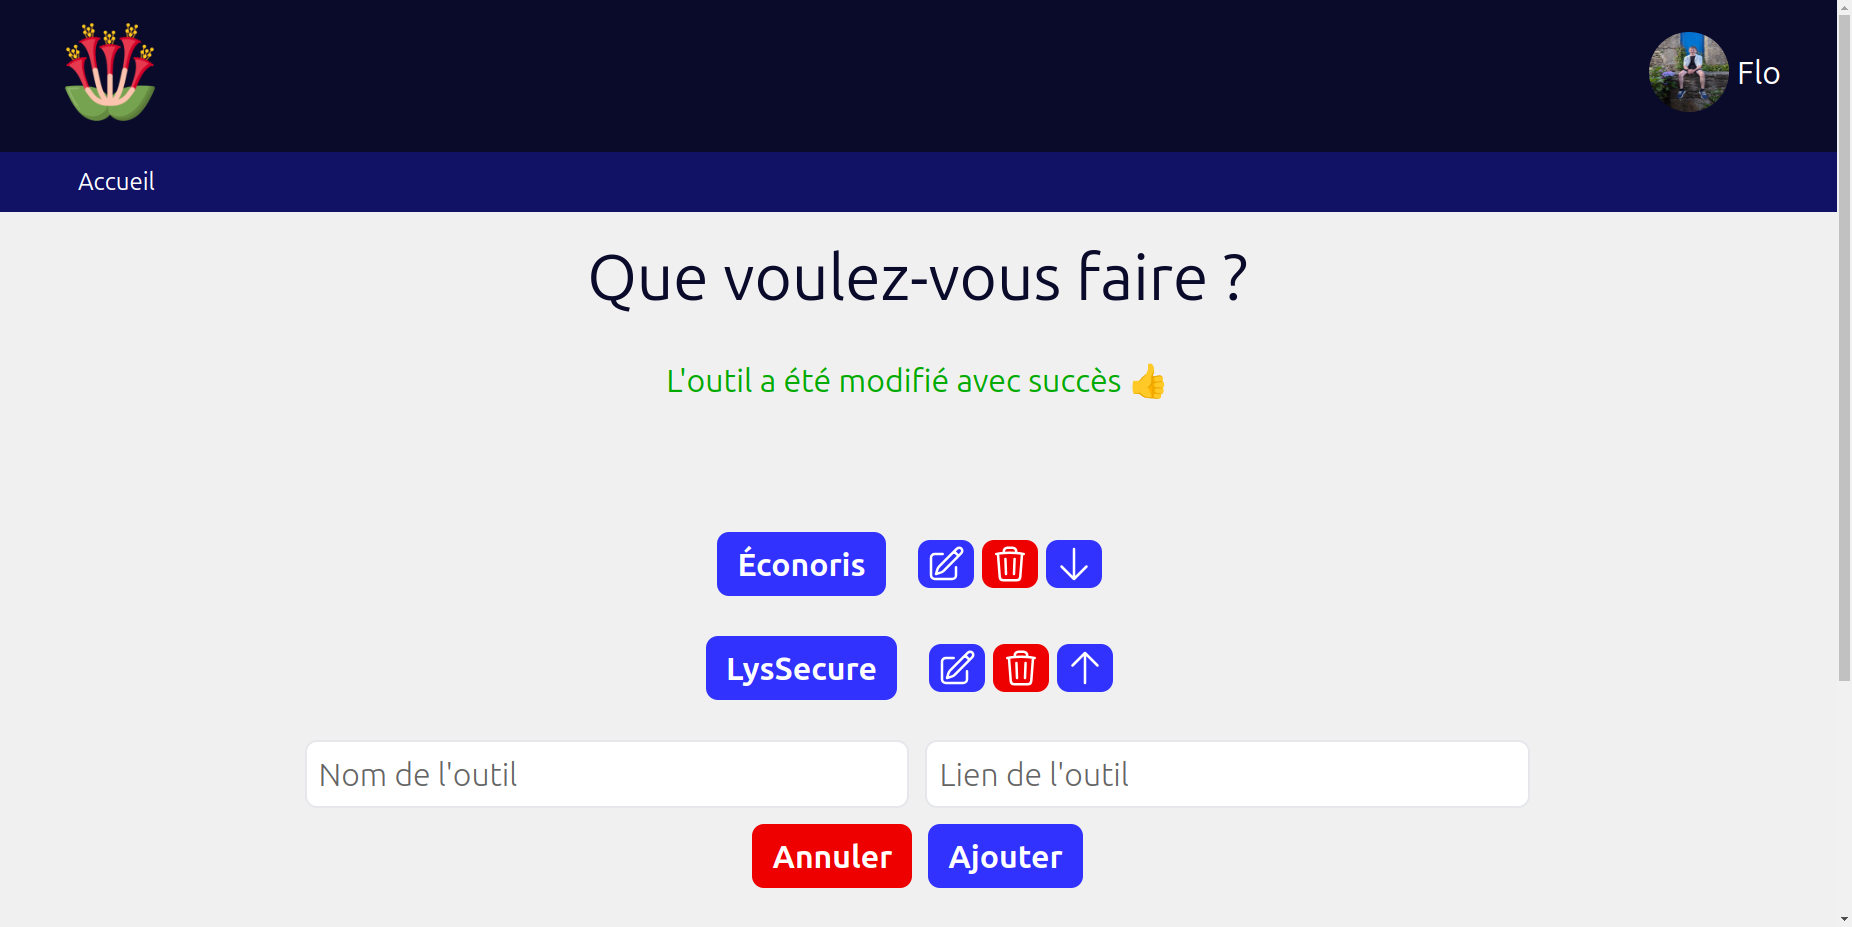 Flo
Accueil
Que voulez-vous faire ?
L'outil a été modifié avec succès 👍
Éconoris
LysSecure
Nom de l'outil
Lien de l'outil
Annuler
Ajouter